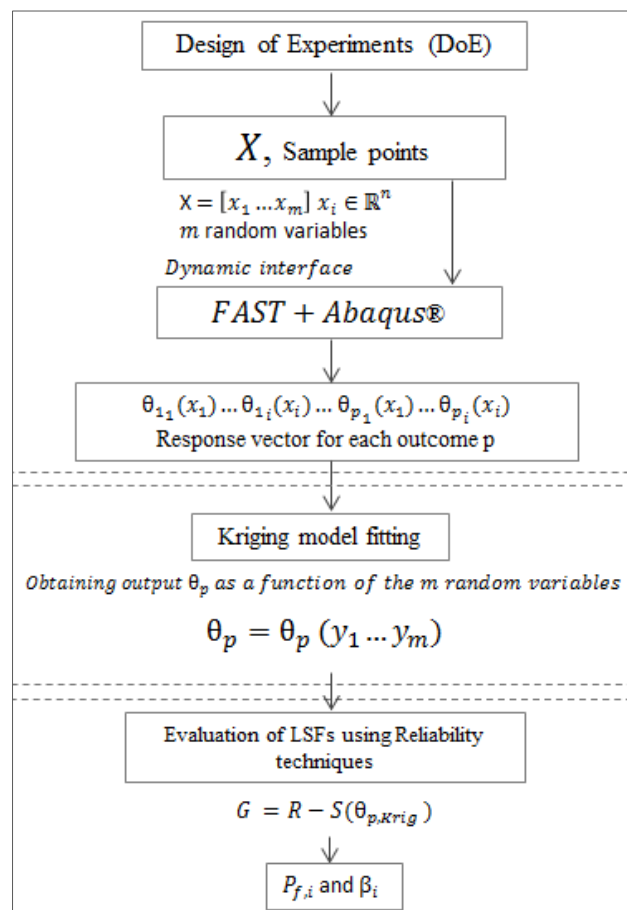 Design of Experiments (DoE)
X, Sample points
X = [x₁ … xₘ] xᵢ ∈ ℝⁿ
m random variables
Dynamic interface
FAST + Abaqus®
θ₁₁(x₁) … θ₁ᵢ(xᵢ) … θₚ₁(x₁) … θₚᵢ(xᵢ)
Response vector for each outcome p
Kriging model fitting
Obtaining output θₚ as a function of the m random variables
θₚ = θₚ (y₁ … yₘ)
Evaluation of LSFs using Reliability
techniques
G = R − S(θ_{p,Krig})
P_{f,i} and βᵢ